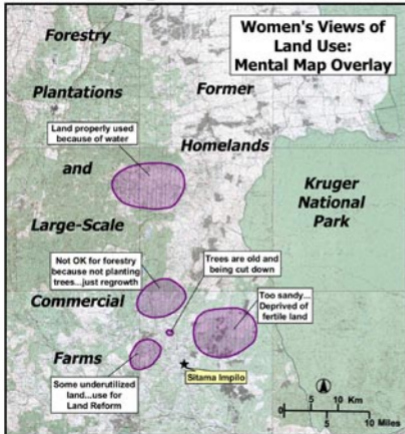 Women's Views of
Land Use:
Mental Map Overlay
Forestry
Plantations
and
Large-Scale
Commercial
Farms
Former
Homelands
Kruger
National
Park
Land properly used
because of water
Not OK for forestry
because not planting
trees...just regrowth
Trees are old and
being cut down
Too sandy...
Deprived of
fertile land
Some underutilized
land...use for
Land Reform
Sitama Impilo
0 5 10 Km
0 5 10 Miles